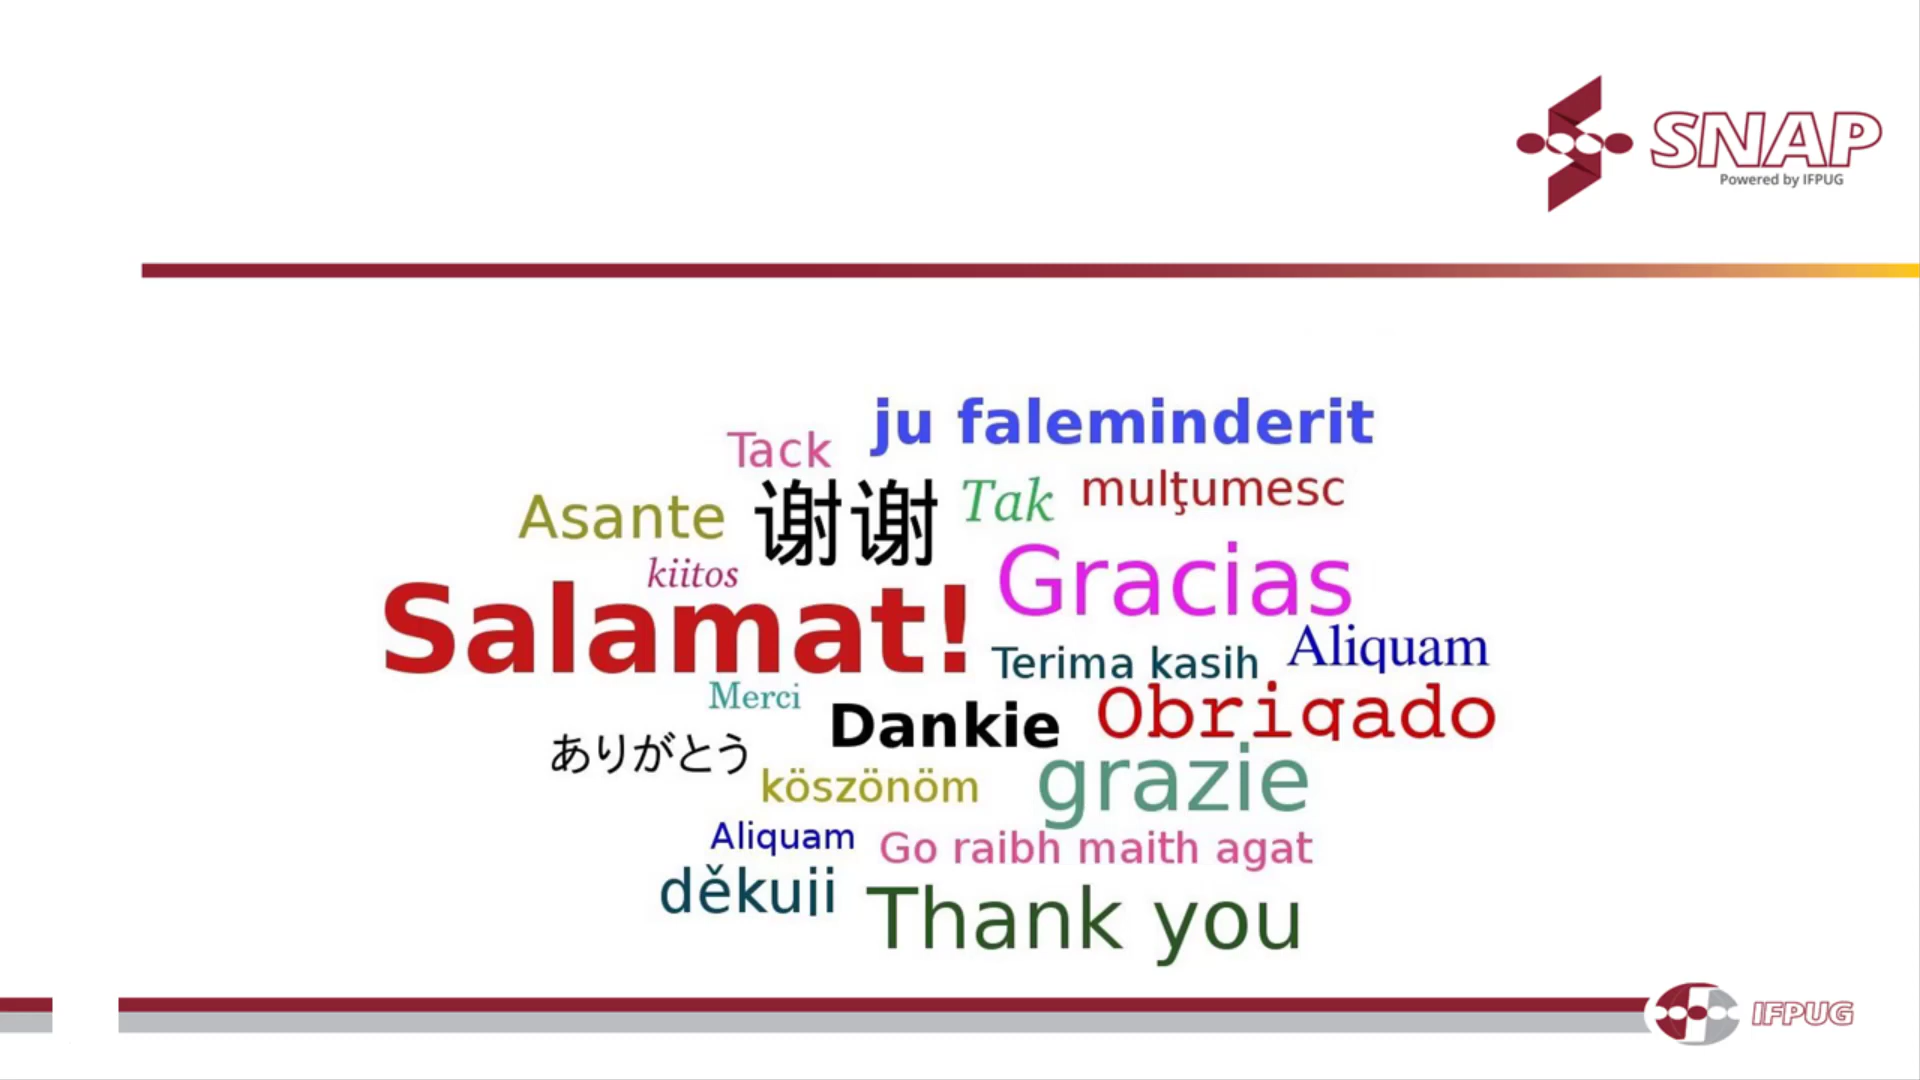 SNAP
Powered by IFPUG
ju faleminderit
Tack
谢谢
Tak
mulţumesc
Asante
kiitos
Gracias
Salamat!
Terima kasih
Aliquam
Merci
Dankie
Obrigado
ありがとう
köszönöm
grazie
Aliquam
Go raibh maith agat
děkuji
Thank you
IFPUG